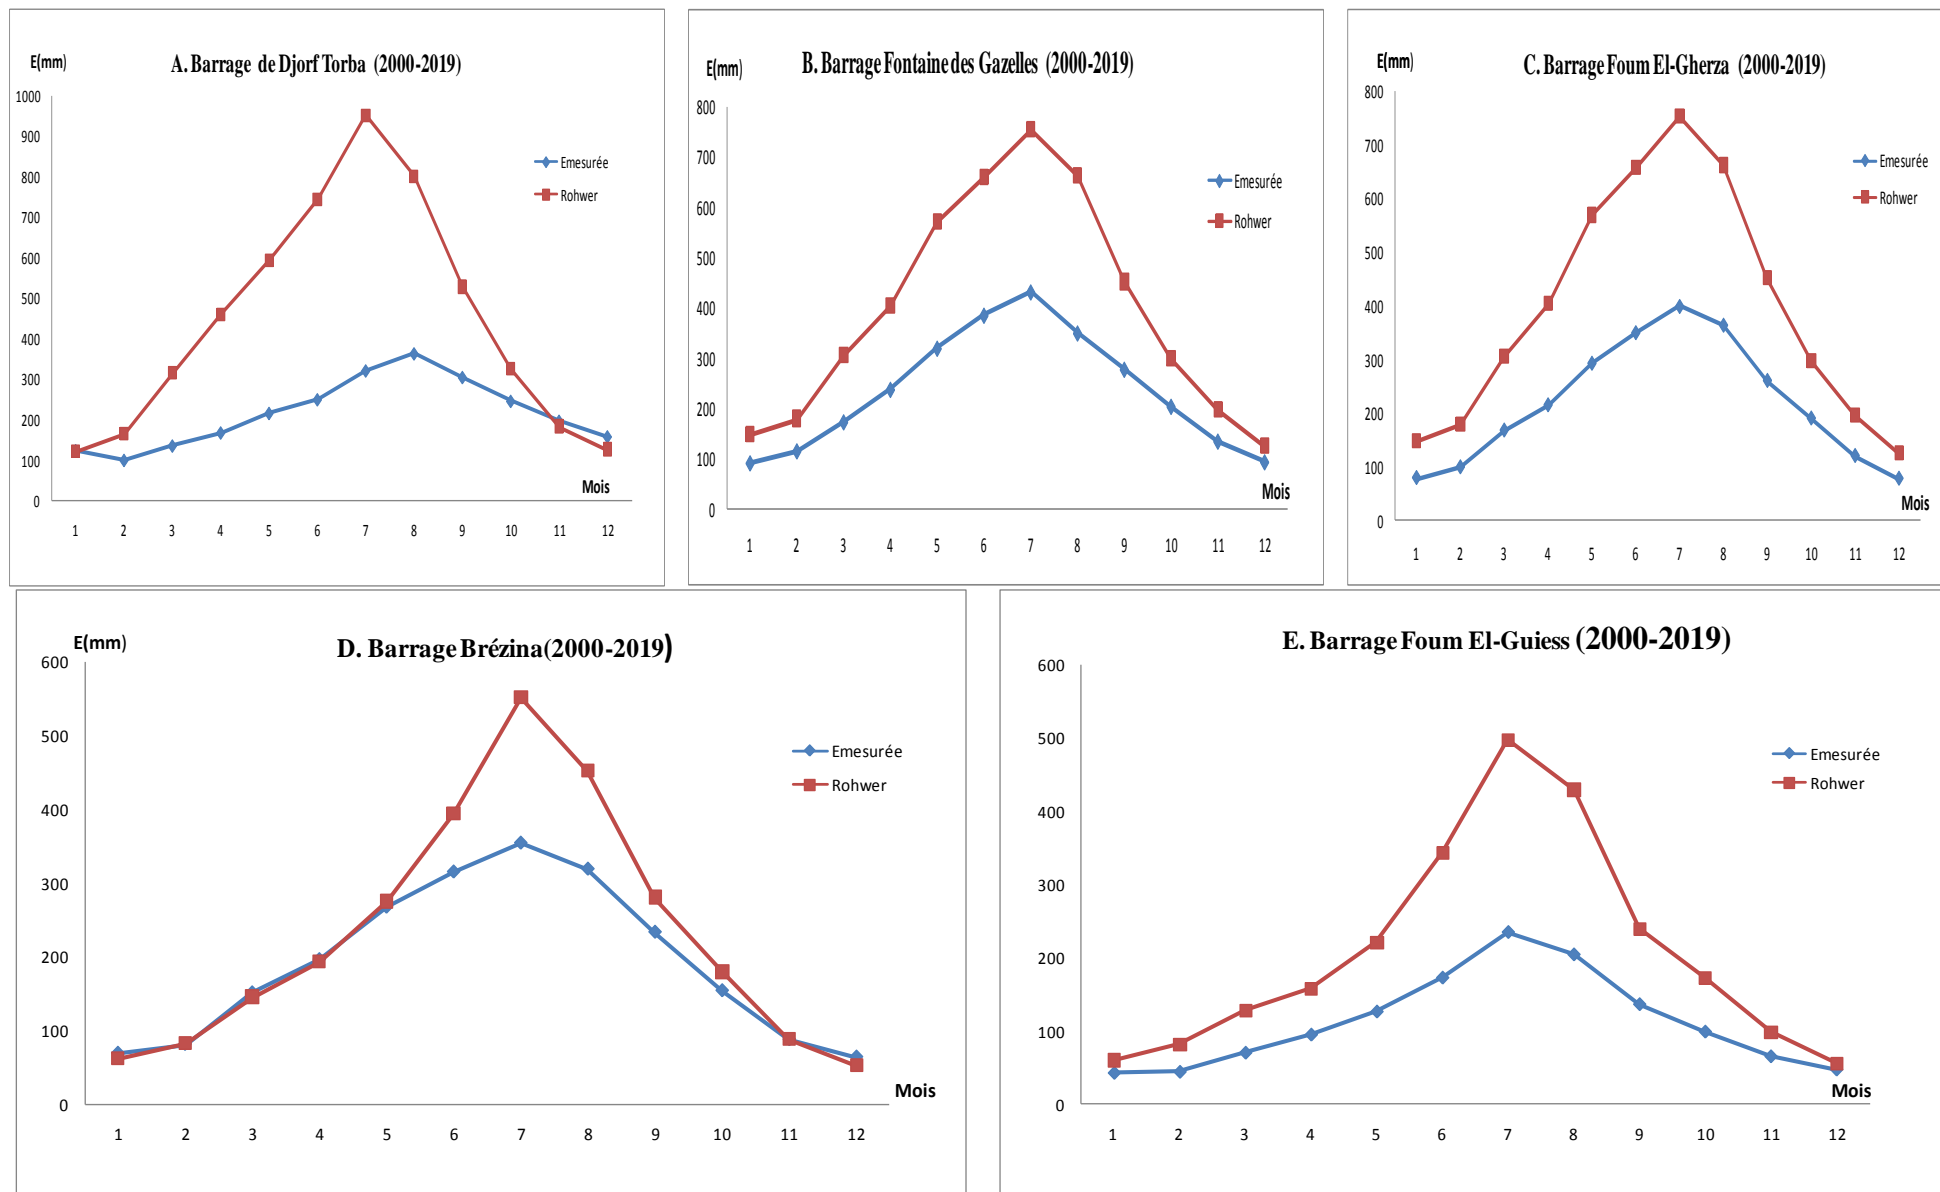 A. Barrage de Djorf Torba (2000-2019)
E(mm)
1000
900
800
700
600
500
400
300
200
100
0
Emesurée
Rohwer
Mois
1 2 3 4 5 6 7 8 9 10 11 12
B. Barrage Fontaine des Gazelles (2000-2019)
E(mm)
800
700
600
500
400
300
200
100
0
Emesurée
Rohwer
Mois
1 2 3 4 5 6 7 8 9 10 11 12
C. Barrage Foum El-Gherza (2000-2019)
E(mm)
800
700
600
500
400
300
200
100
0
Emesurée
Rohwer
Mois
1 2 3 4 5 6 7 8 9 10 11 12
D. Barrage Brézina(2000-2019)
E(mm)
600
500
400
300
200
100
0
Emesurée
Rohwer
Mois
1 2 3 4 5 6 7 8 9 10 11 12
E. Barrage Foum El-Guiess (2000-2019)
600
500
400
300
200
100
0
Emesurée
Rohwer
Mois
1 2 3 4 5 6 7 8 9 10 11 12